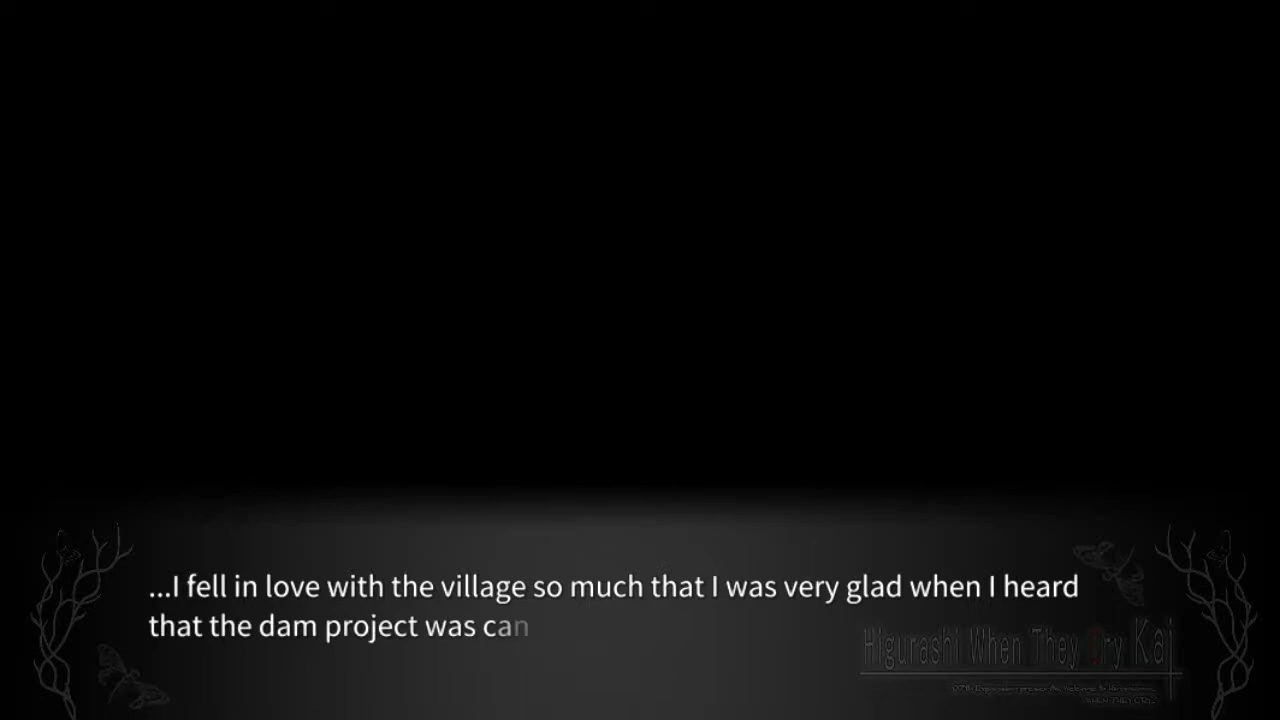 ...I fell in love with the village so much that I was very glad when I heard
that the dam project was can
Higurashi When They Cry Kai